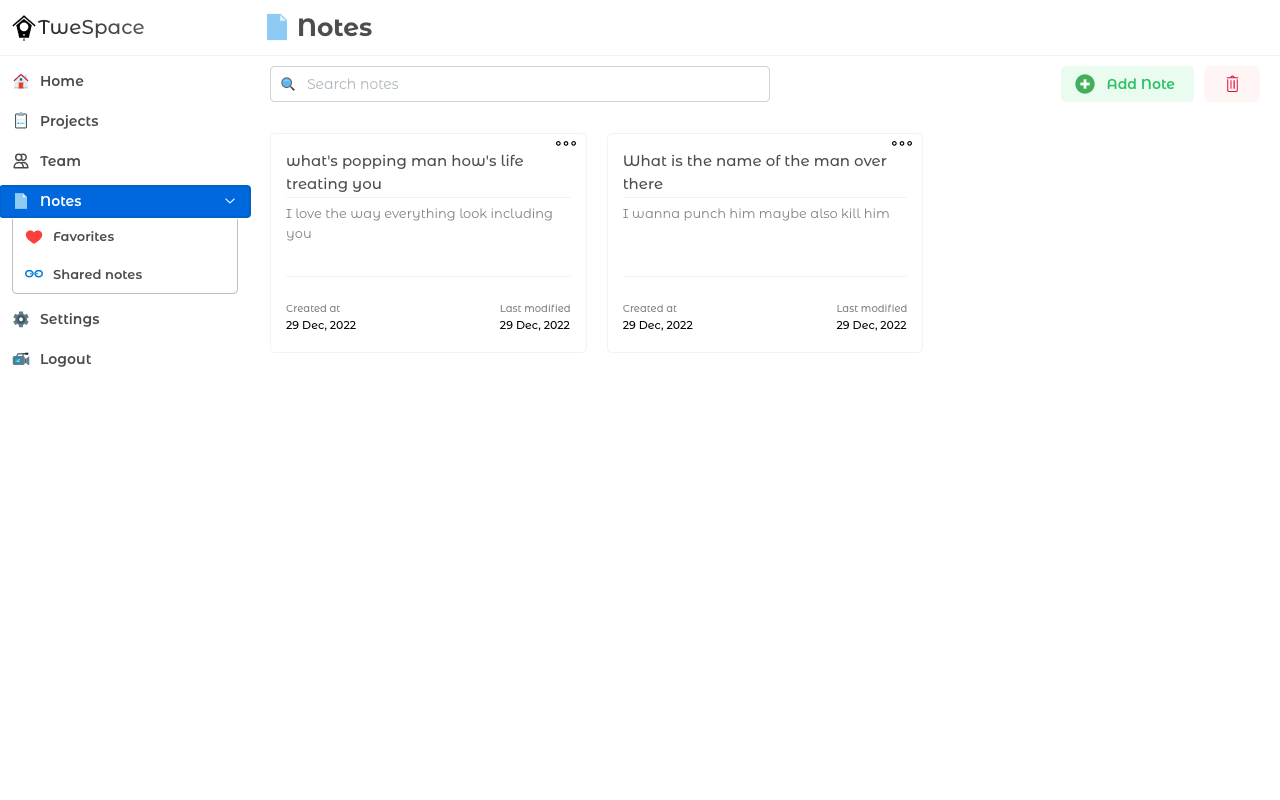 TweSpace
Notes
Home
Projects
Team
Notes
Favorites
Shared notes
Settings
Logout
Search notes
Add Note
what's popping man how's life
treating you
I love the way everything look including
you
Created at
Last modified
29 Dec, 2022
29 Dec, 2022
What is the name of the man over
there
I wanna punch him maybe also kill him
Created at
Last modified
29 Dec, 2022
29 Dec, 2022